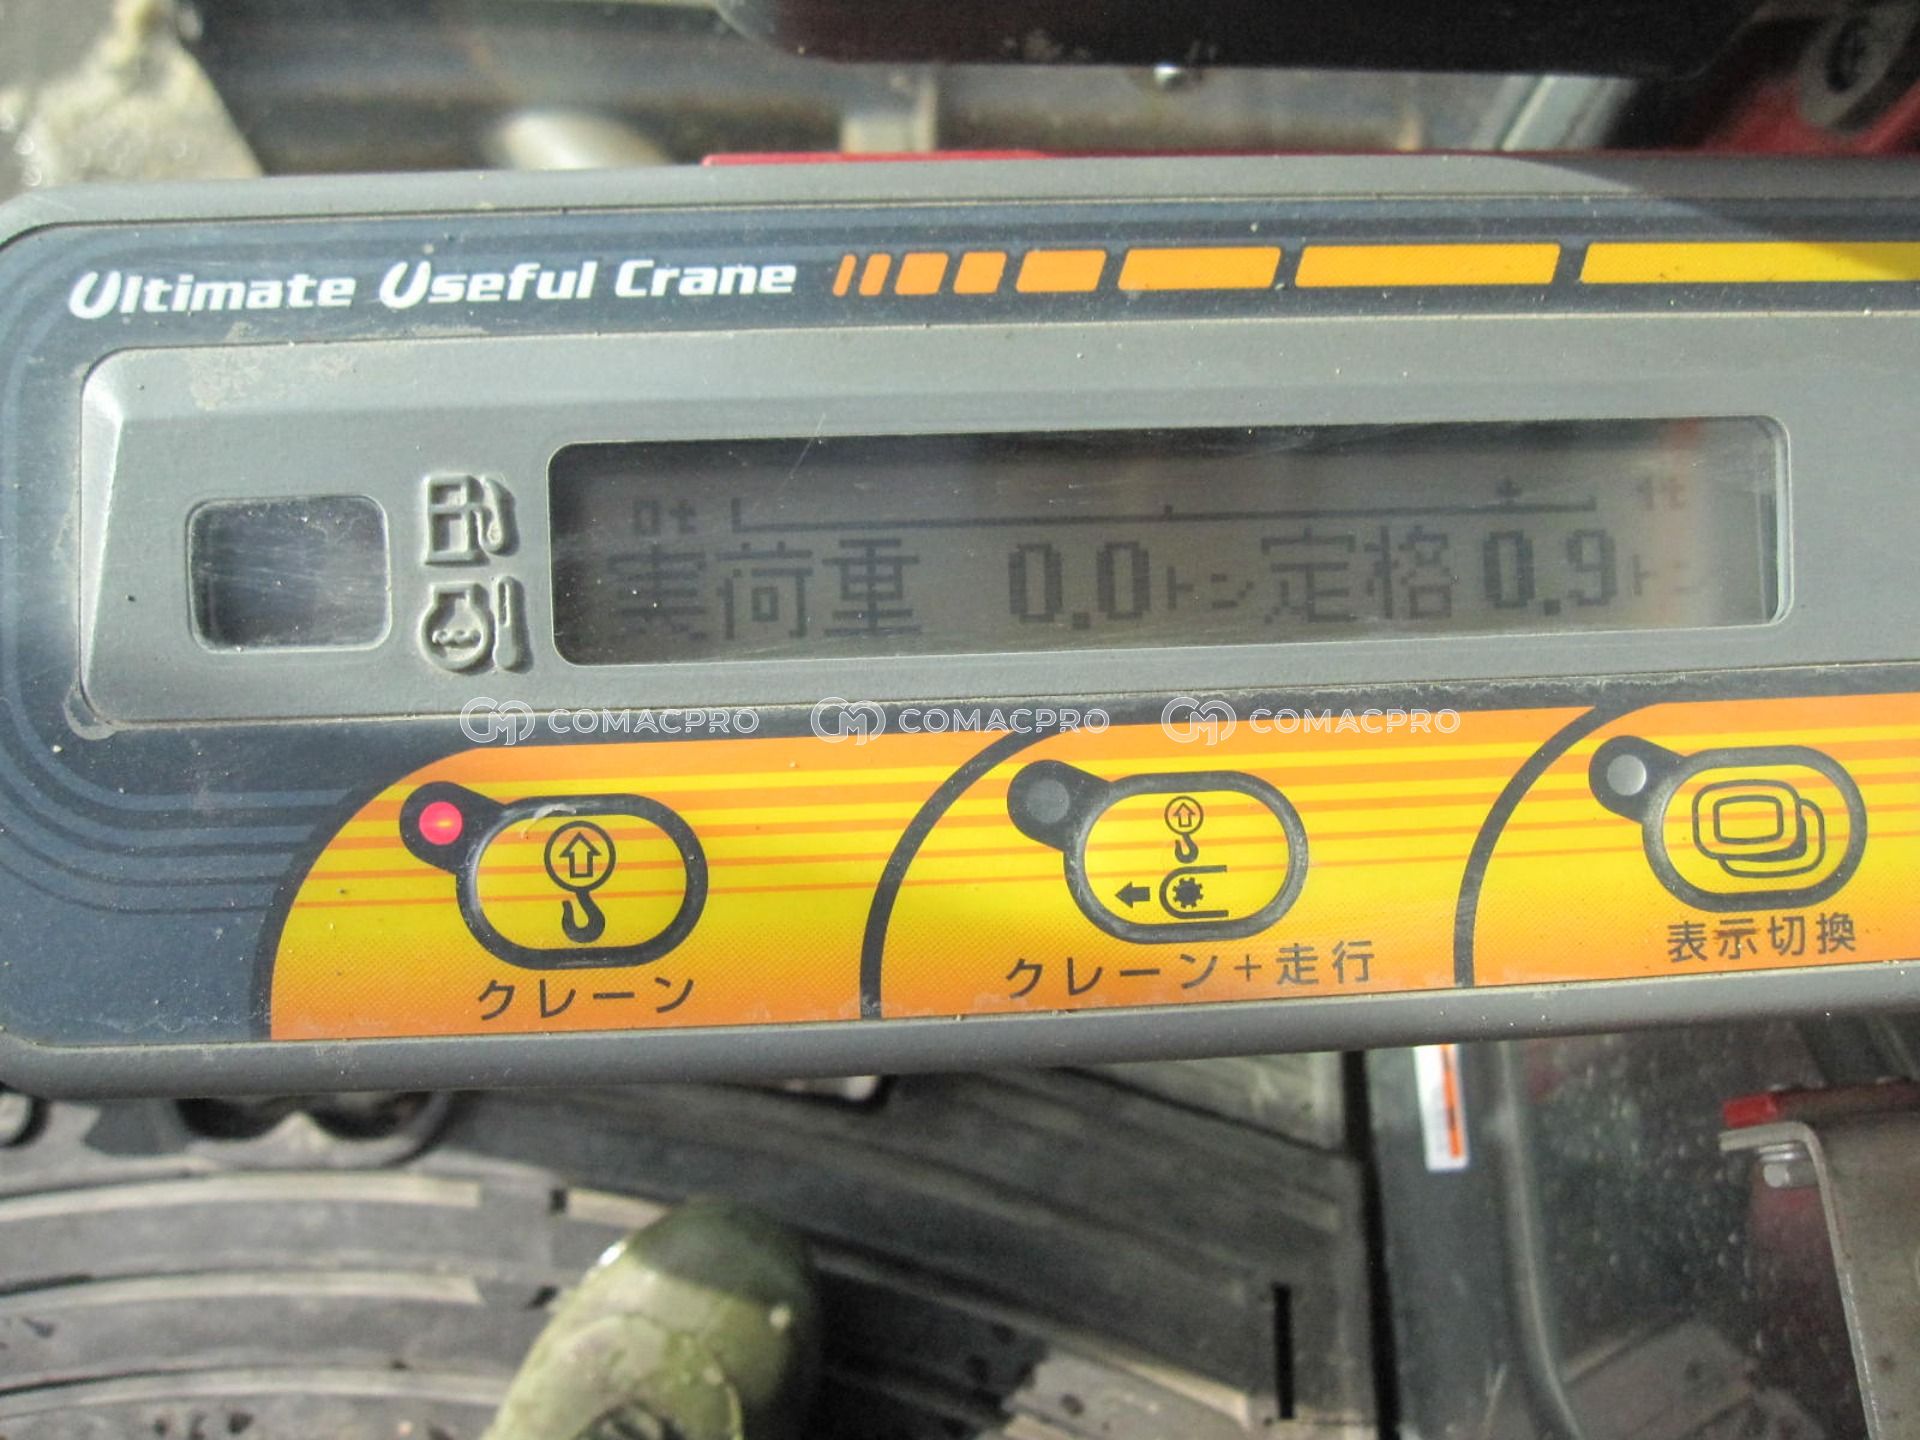 Ultimate Useful Crane
0t
実荷重 0.0トン 定格 0.9トン
COMACPRO COMACPRO COMACPRO
クレーン
クレーン+走行
表示切換